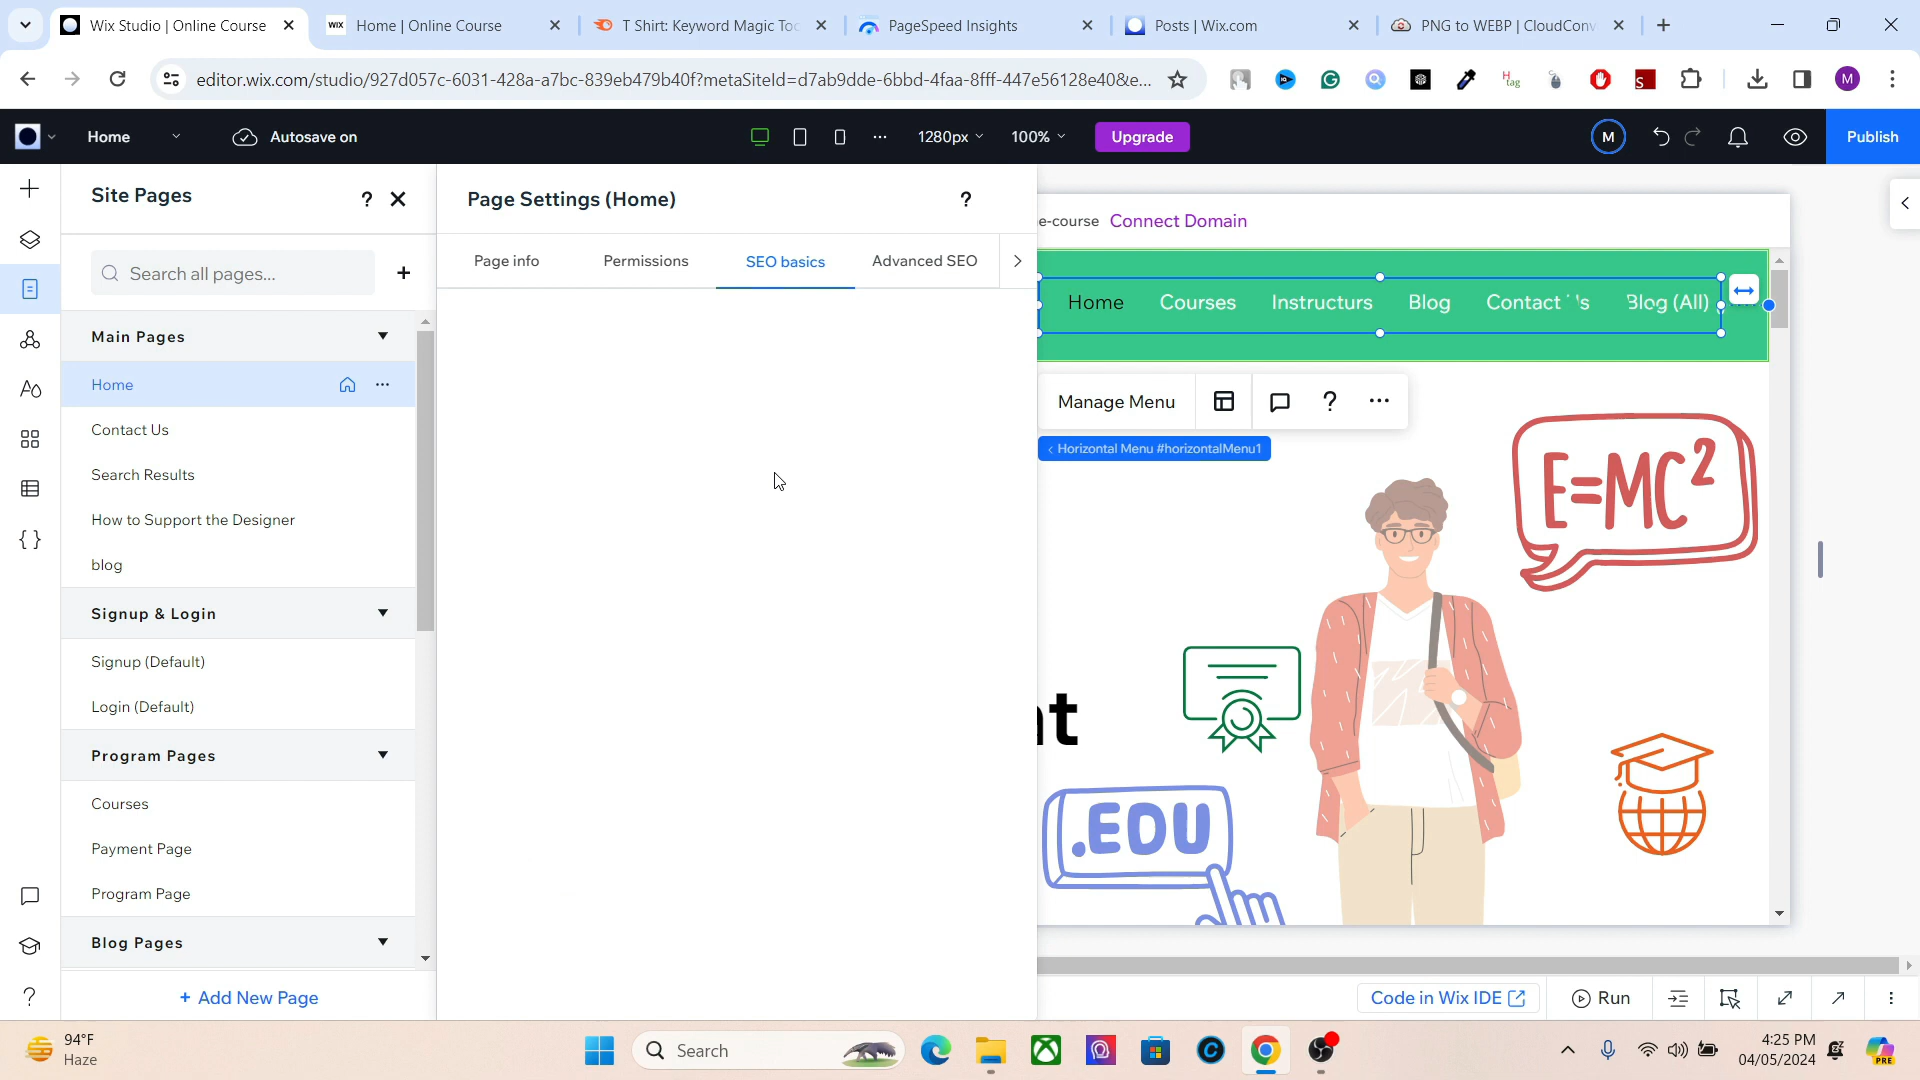 Wix Studio | Online Course
Home | Online Course
T Shirt: Keyword Magic Too
PageSpeed Insights
Posts | Wix.com
PNG to WEBP | CloudConv
editor.wix.com/studio/927d057c-6031-428a-a7bc-839eb479b40f?metaSiteId=d7ab9dde-6bbd-4faa-8fff-447e56128e40&e...
Home
Autosave on
1280px
100%
Upgrade
M
Publish
Site Pages
?
Page Settings (Home)
?
e-course Connect Domain
Search all pages...
Page info
Permissions
SEO basics
Advanced SEO
Home
Courses
Instructurs
Blog
Blog (All)
Main Pages
Home
Contact Us
Search Results
How to Support the Designer
blog
Manage Menu
?
Horizontal Menu #horizontalMenu1
E=MC2
Signup & Login
Signup (Default)
Login (Default)
Program Pages
Courses
Payment Page
Program Page
nt
.EDU
Blog Pages
+ Add New Page
Code in Wix IDE
Run
94°F
Haze
Search
4:25 PM
04/05/2024
PRE